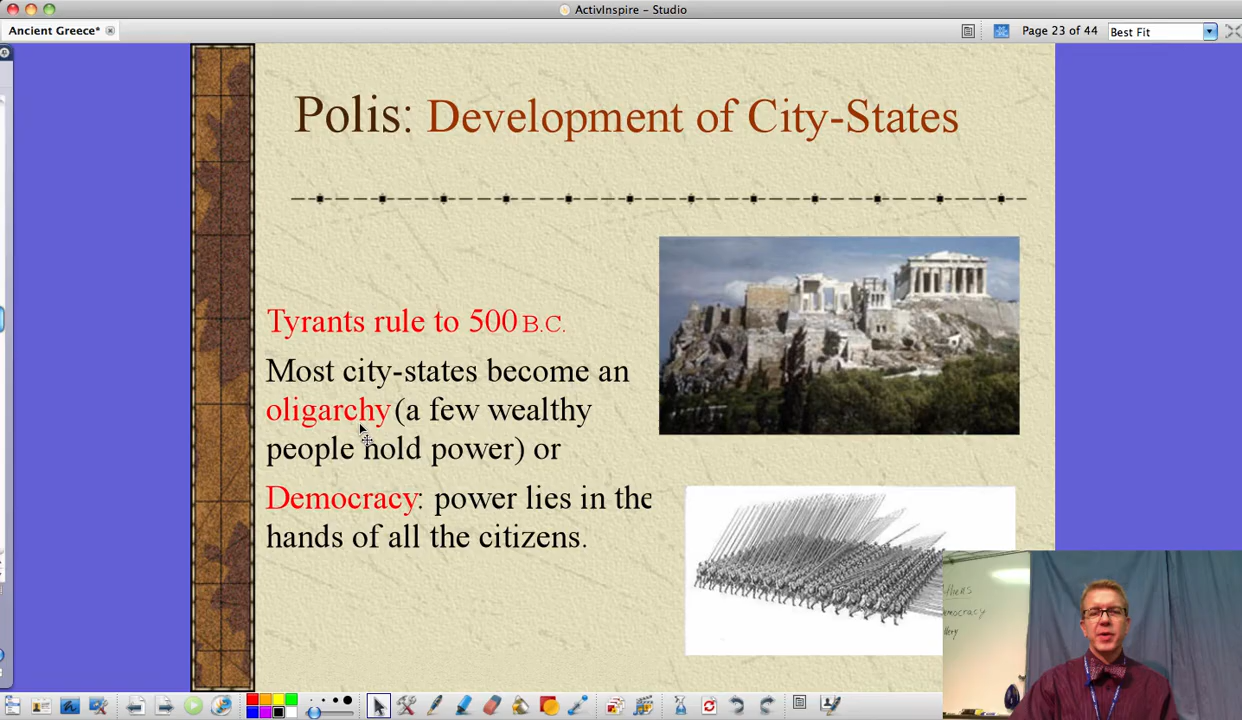 ActivInspire – Studio
Ancient Greece*
Page 23 of 44
Best Fit
Polis: Development of City-States
Tyrants rule to 500 B.C.
Most city-states become an
oligarchy (a few wealthy
people hold power) or
Democracy: power lies in the
hands of all the citizens.